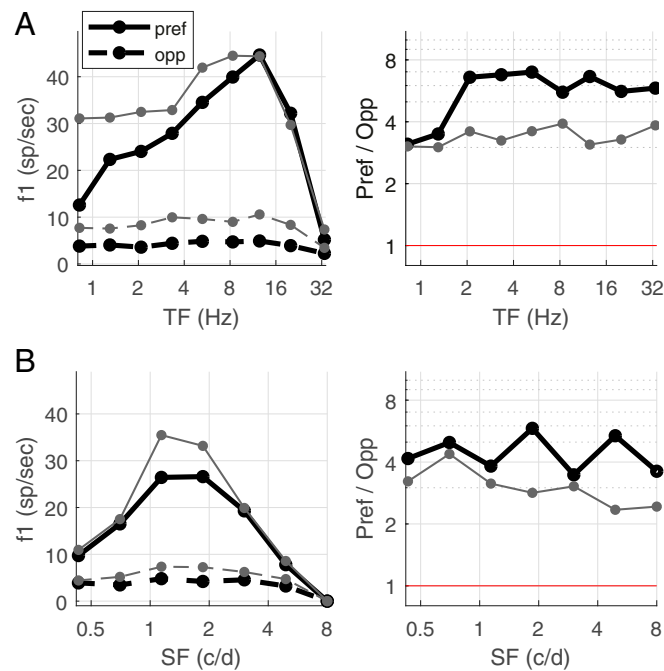 A
pref
opp
f1 (sp/sec)
40
30
20
10
0
1 2 4 8 16 32
TF (Hz)
Pref / Opp
8
4
2
1
1 2 4 8 16 32
TF (Hz)
B
f1 (sp/sec)
40
30
20
10
0
0.5 1 2 4 8
SF (c/d)
Pref / Opp
8
4
2
1
0.5 1 2 4 8
SF (c/d)